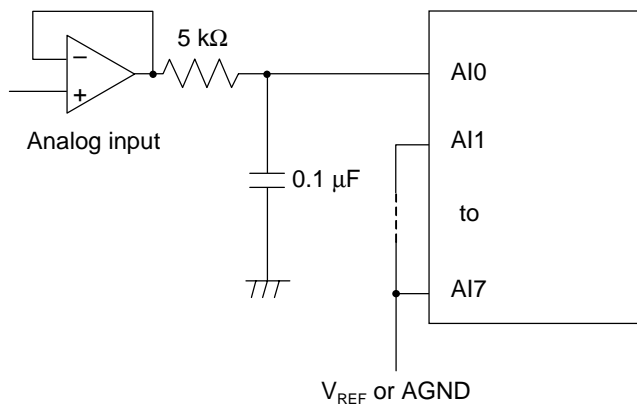 5 kΩ
−
+
Analog input
0.1 μF
AI0
AI1
to
AI7
VREF or AGND